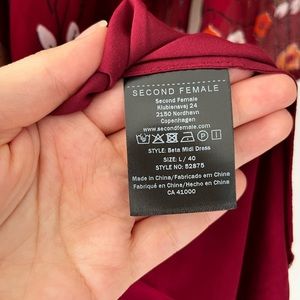 SECOND FEMALE
Second Female
Klubiensvej 24
2150 Nordhavn
Copenhagen
www.secondfemale.com
STYLE: Beta Midi Dress
SIZE: L / 40
STYLE NO: 52875
Made in China/Fabricado em China
Fabriqué en China/Hecho en China
CA 41000